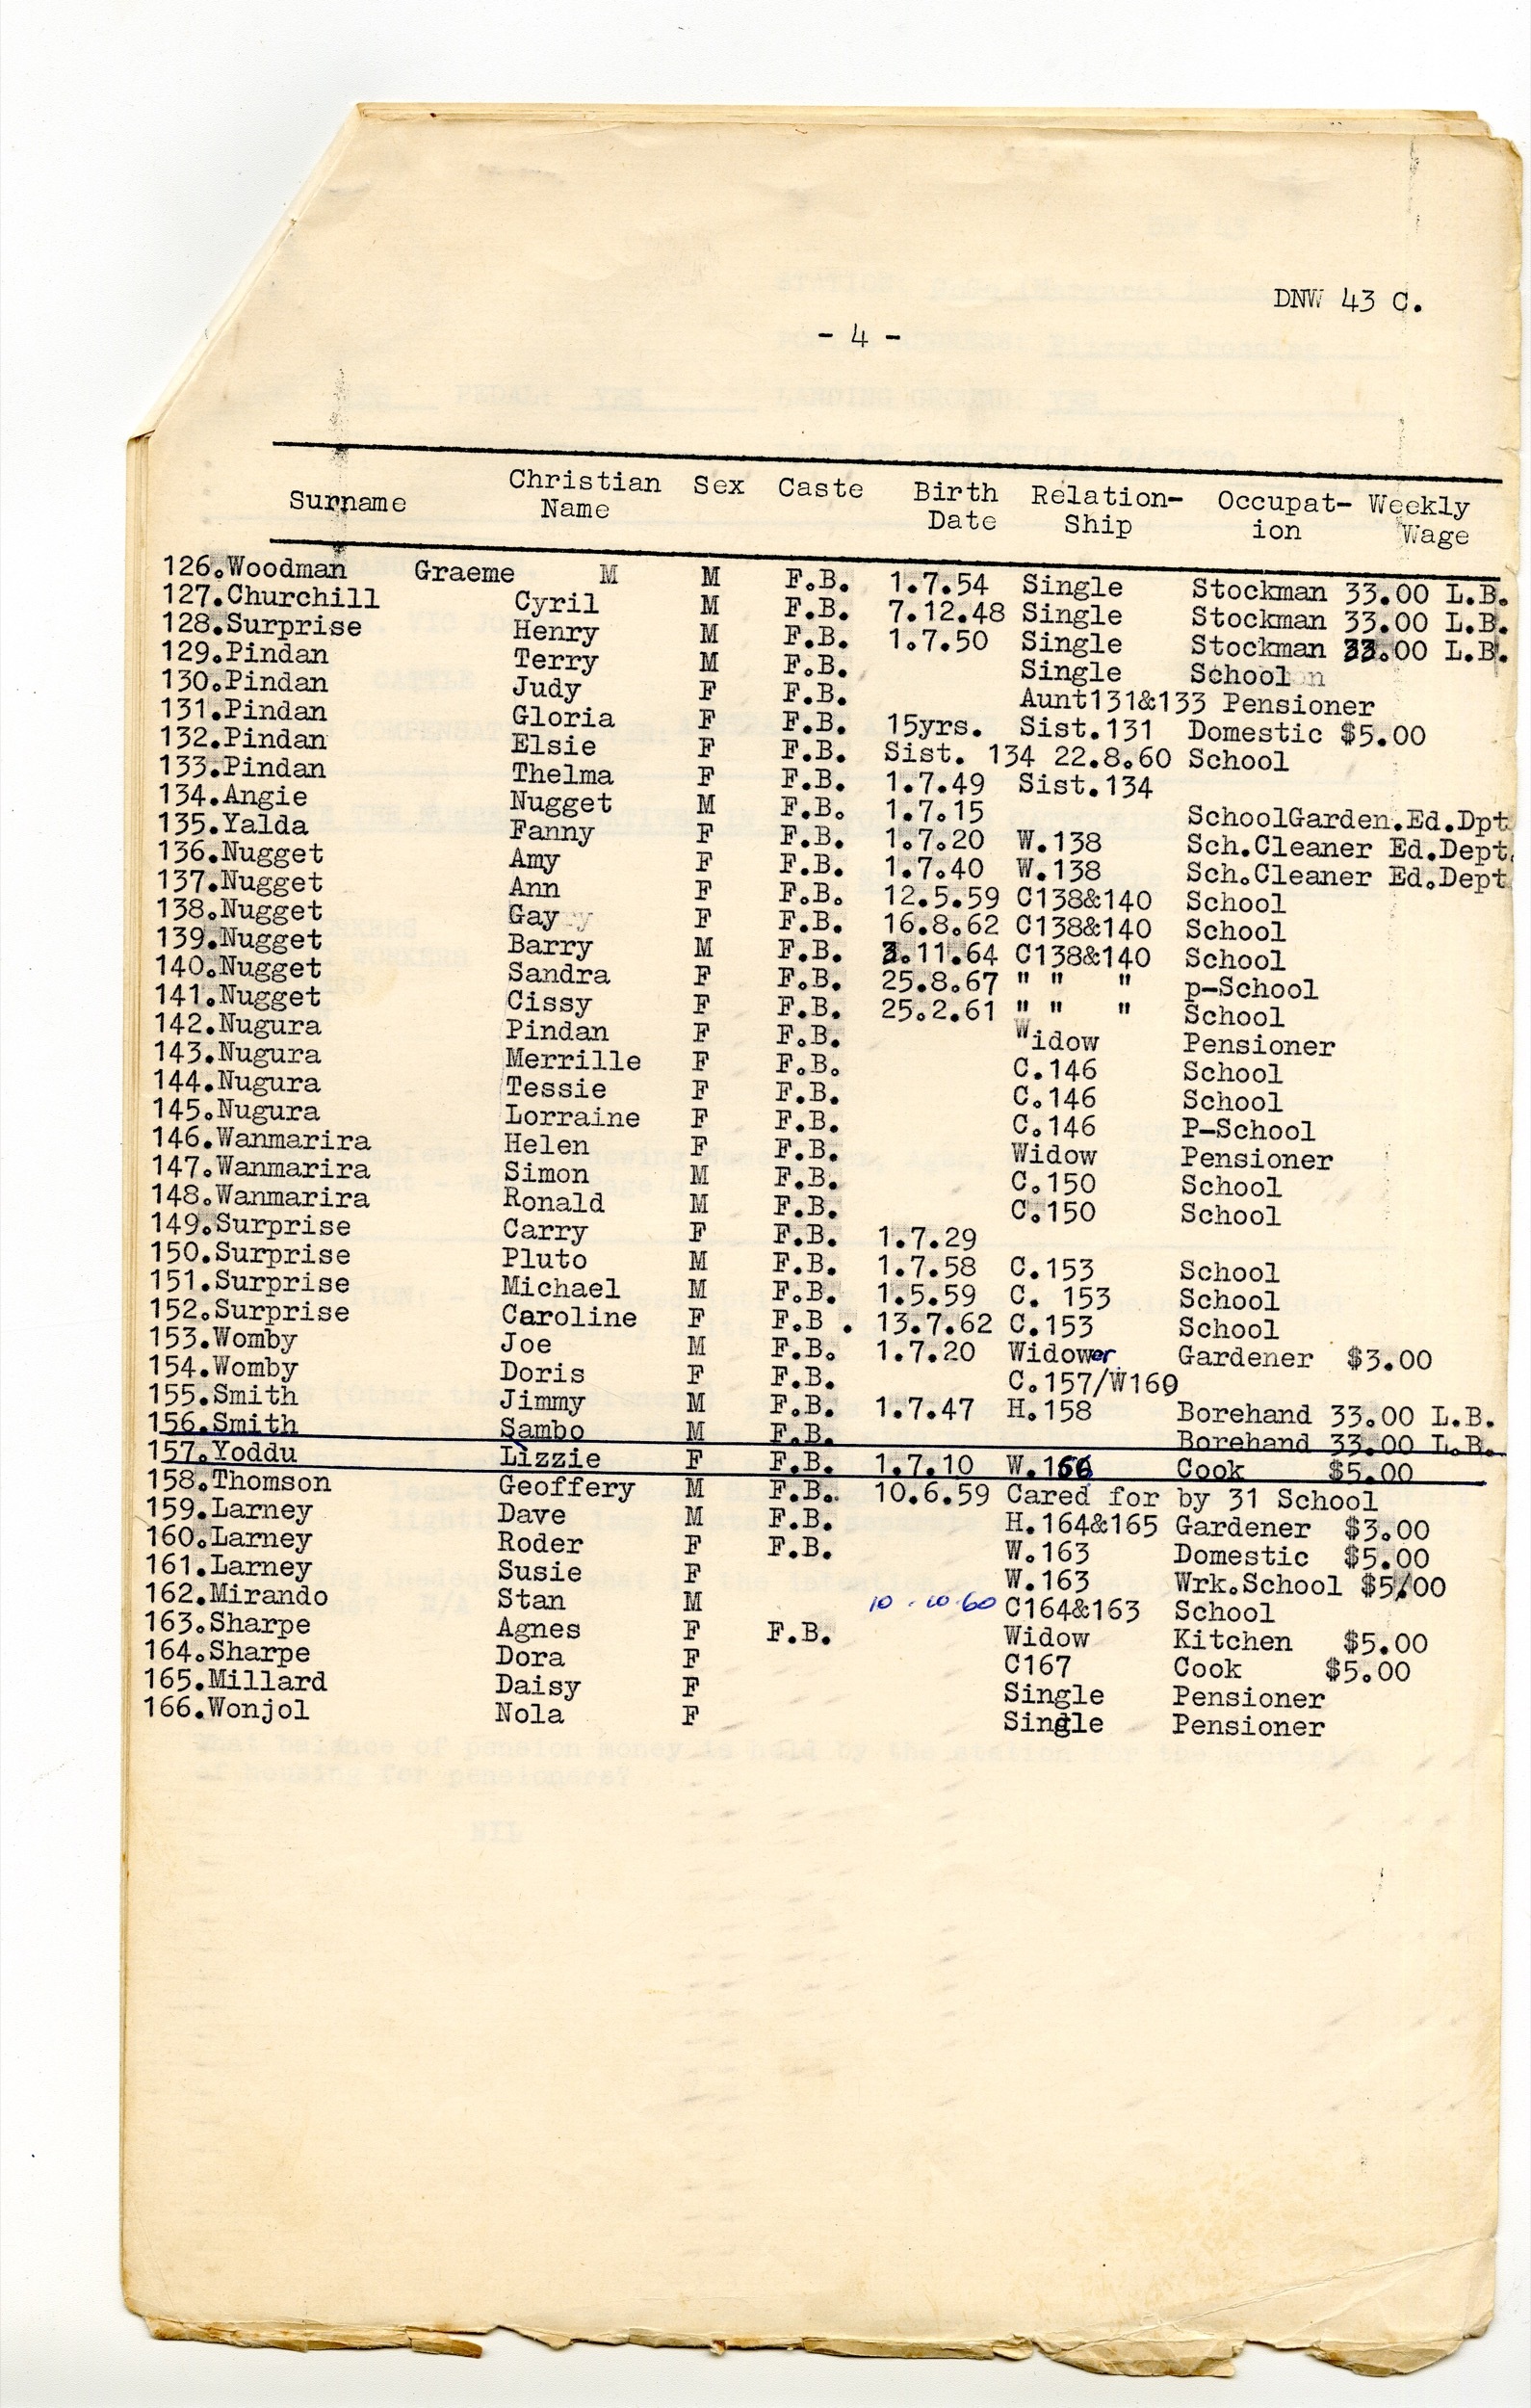 DNW 43 C.
- 4 -
Surname Christian Name Sex Caste Birth Date Relation-Ship Occupat-ion Weekly Wage
126.Woodman Graeme M M F.B. 1.7.54 Single Stockman 33.00 L.B.
127.Churchill Cyril M F.B. 7.12.48 Single Stockman 33.00 L.B.
128.Surprise Henry M F.B. 1.7.50 Single Stockman 33.00 L.B.
129.Pindan Terry M F.B. Single School
130.Pindan Judy F F.B. Aunt131&133 Pensioner
131.Pindan Gloria F F.B. 15yrs. Sist.131 Domestic $5.00
132.Pindan Elsie F F.B. Sist. 134 22.8.60 School
133.Pindan Thelma F F.B. 1.7.49 Sist.134
134.Angie Nugget M F.B. 1.7.15 SchoolGarden.Ed.Dpt
135.Yalda Fanny F F.B. 1.7.20 W.138 Sch.Cleaner Ed.Dept.
136.Nugget Amy F F.B. 1.7.40 W.138 Sch.Cleaner Ed.Dept
137.Nugget Ann F F.B. 12.5.59 C138&140 School
138.Nugget Gay F F.B. 16.8.62 C138&140 School
139.Nugget Barry M F.B. 3.11.64 C138&140 School
140.Nugget Sandra F F.B. 25.8.67 " " " p-School
141.Nugget Cissy F F.B. 25.2.61 " " " School
142.Nugura Pindan F F.B. Widow Pensioner
143.Nugura Merrille F F.B. C.146 School
144.Nugura Tessie F F.B. C.146 School
145.Nugura Lorraine F F.B. C.146 P-School
146.Wanmarira Helen F F.B. Widow Pensioner
147.Wanmarira Simon M F.B. C.150 School
148.Wanmarira Ronald M F.B. C.150 School
149.Surprise Carry F F.B. 1.7.29
150.Surprise Pluto M F.B. 1.7.58 C.153 School
151.Surprise Michael M F.B. 1.5.59 C. 153 School
152.Surprise Caroline F F.B . 13.7.62 C.153 School
153.Womby Joe M F.B. 1.7.20 Widower Gardener $3.00
154.Womby Doris F F.B. C.157/W160
155.Smith Jimmy M F.B. 1.7.47 H.158 Borehand 33.00 L.B.
156.Smith Sambo M F.B. Borehand 33.00 L.B.
157.Yoddu Lizzie F F.B. 1.7.10 W.166 Cook $5.00
158.Thomson Geoffery M F.B. 10.6.59 Cared for by 31 School
159.Larney Dave M F.B. H.164&165 Gardener $3.00
160.Larney Roder F F.B. W.163 Domestic $5.00
161.Larney Susie F W.163 Wrk.School $5/00
162.Mirando Stan M 10.10.60 C164&163 School
163.Sharpe Agnes F F.B. Widow Kitchen $5.00
164.Sharpe Dora F C167 Cook $5.00
165.Millard Daisy F Single Pensioner
166.Wonjol Nola F Single Pensioner